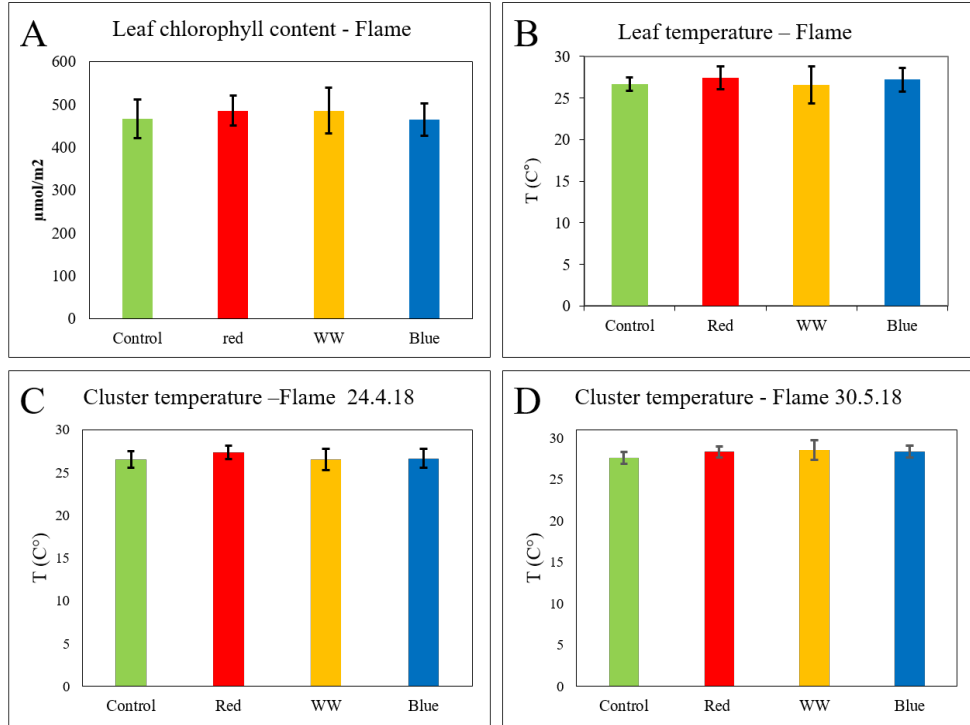 A
Leaf chlorophyll content - Flame
600
500
400
300
200
100
0
µmol/m2
Control red WW Blue
B
Leaf temperature – Flame
30
25
20
15
10
5
0
T (C°)
Control Red WW Blue
C
Cluster temperature –Flame 24.4.18
30
25
20
15
10
5
0
T (C°)
Control Red WW Blue
D
Cluster temperature - Flame 30.5.18
30
25
20
15
10
5
0
T (C°)
Control Red WW Blue